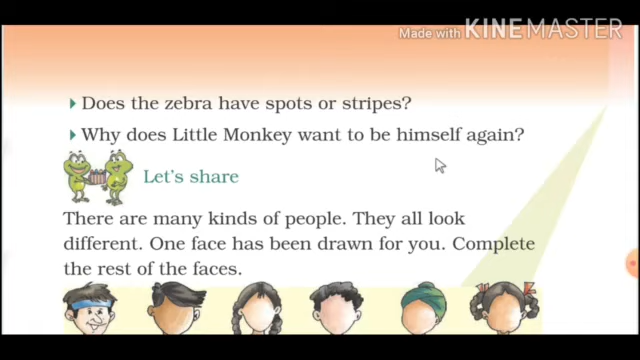 Made with KINEMASTER
Does the zebra have spots or stripes?
Why does Little Monkey want to be himself again?
Let's share
There are many kinds of people. They all look
different. One face has been drawn for you. Complete
the rest of the faces.